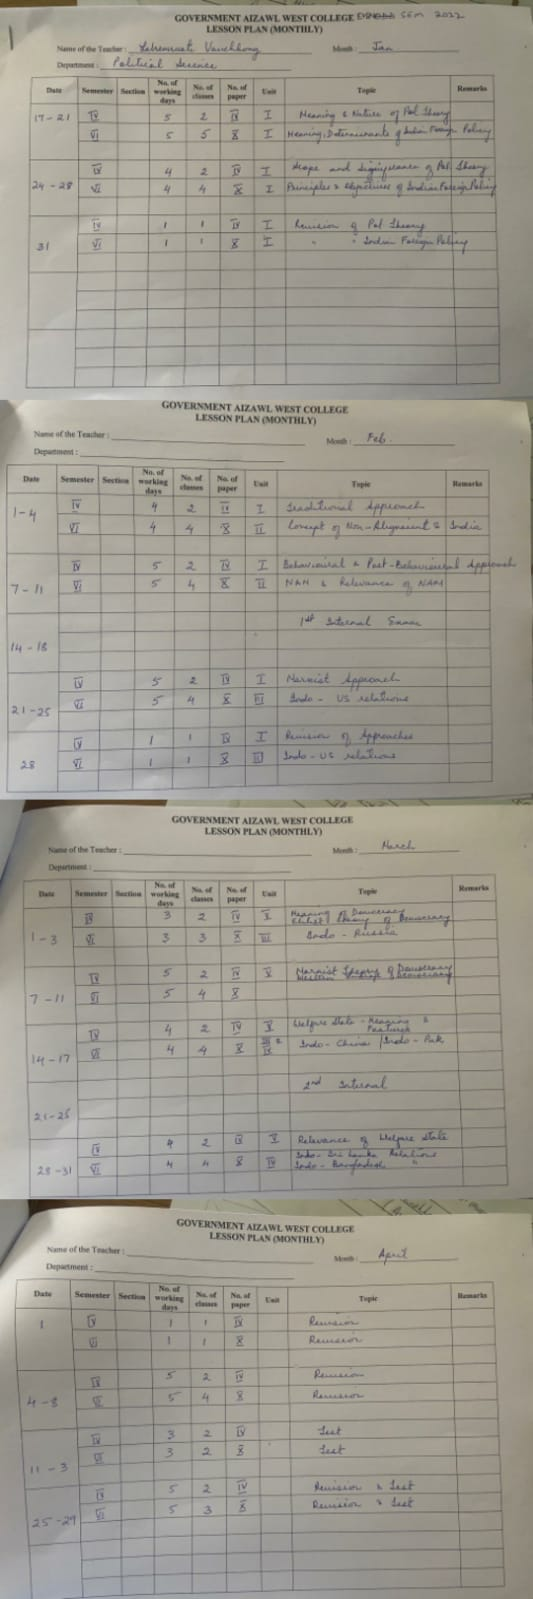 GOVERNMENT AIZAWL WEST COLLEGE SEM 2022
LESSON PLAN (MONTHLY)
Name of the Teacher : Month : Jan
Department : Political Science
Date Semester Section No. of working days No. of classes No. of paper Unit Topic Remarks
17-21 IV 5 2 IV I Meaning & Nature of Pol Theory
VI 5 5 X I Meaning, Determinants of Indian Foreign Policy
24-28 IV 4 2 IV I Scope and Significance of Pol. Theory
VI 4 4 X I Principles & Objectives of Indian Foreign Policy
31 IV 1 1 IV I Revision of Pol Theory
VI 1 1 X I " " Indian Foreign Policy
GOVERNMENT AIZAWL WEST COLLEGE
LESSON PLAN (MONTHLY)
Name of the Teacher : Month : Feb.
Department :
Date Semester Section No. of working days No. of classes No. of paper Unit Topic Remarks
1-4 IV 4 2 IV I Traditional Approach
VI 4 4 X II Concept of Non-Alignment & India
7-11 IV 5 2 IV I Behavioural & Post-Behavioural Approach
VI 5 4 X II NAM & Relevance of NAM
14-18 1st Internal Exam
21-25 IV 5 2 IV I Marxist Approach
VI 5 4 X III Indo-US relations
28 IV 1 1 IV I Revision of Approaches
VI 1 1 X III Indo-US relations
GOVERNMENT AIZAWL WEST COLLEGE
LESSON PLAN (MONTHLY)
Name of the Teacher : Month : March
Department :
Date Semester Section No. of working days No. of classes No. of paper Unit Topic Remarks
1-3 IV 3 2 IV V Meaning of Democracy
Elitist Theory of Democracy
VI 3 3 X III Indo-Russia
7-11 IV 5 2 IV V Marxist Theory of Democracy
VI 5 4 X
14-17 IV 4 2 IV V Welfare State - Meaning & Features
VI 4 4 X III & IV Indo-China / Indo-Pak
21-25 2nd Internal
28-31 IV 4 2 IV V Relevance of Welfare State
VI 4 4 X IV Indo-Sri Lanka Relations
Indo-Bangladesh "
GOVERNMENT AIZAWL WEST COLLEGE
LESSON PLAN (MONTHLY)
Name of the Teacher : Month : April
Department :
Date Semester Section No. of working days No. of classes No. of paper Unit Topic Remarks
1 IV 1 1 IV Revision
VI 1 1 X Revision
4-8 IV 5 2 IV Revision
VI 5 4 X Revision
11-3 IV 3 2 IV Test
VI 3 2 X Test
25-29 IV 5 2 IV Revision & Test
VI 5 3 X Revision & Test